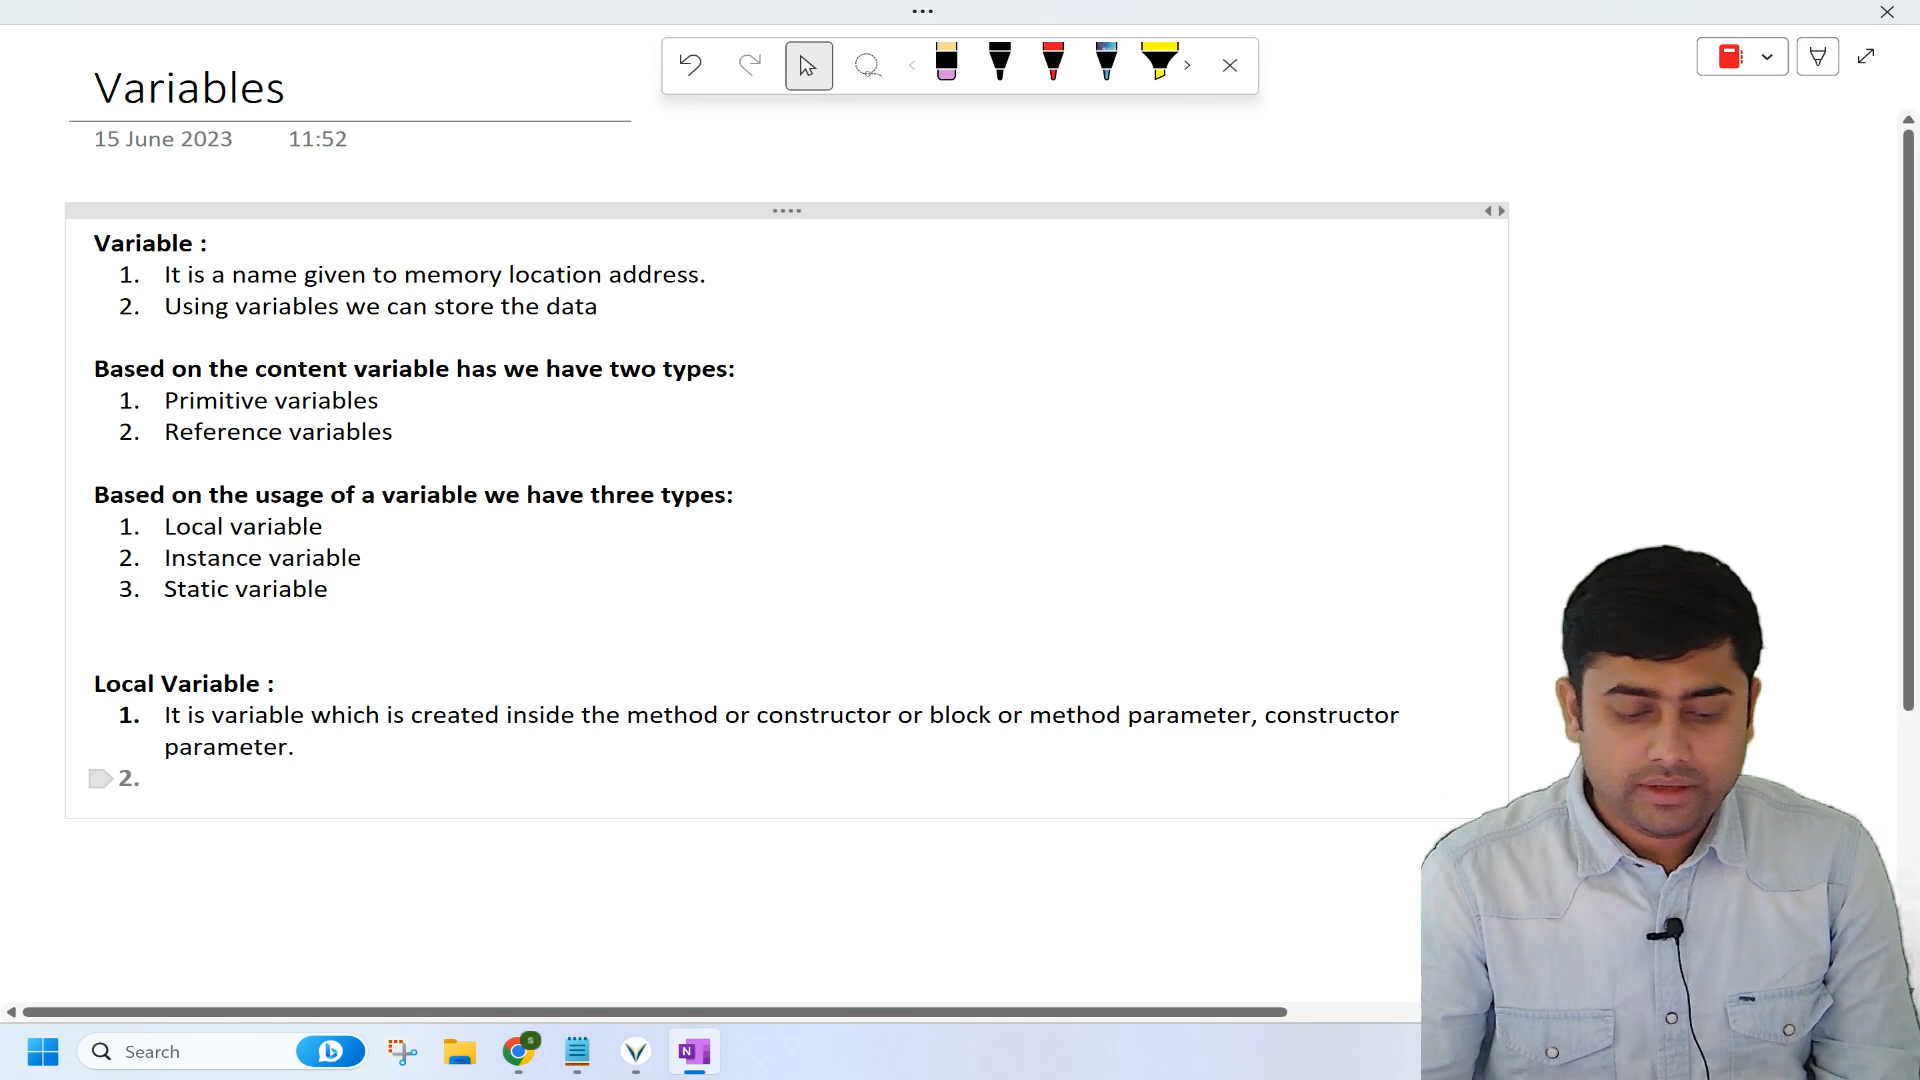 Variables
15 June 2023 11:52
Variable :
1. It is a name given to memory location address.
2. Using variables we can store the data
Based on the content variable has we have two types:
1. Primitive variables
2. Reference variables
Based on the usage of a variable we have three types:
1. Local variable
2. Instance variable
3. Static variable
Local Variable :
1. It is variable which is created inside the method or constructor or block or method parameter, constructor
parameter.
2.
Search
S
N